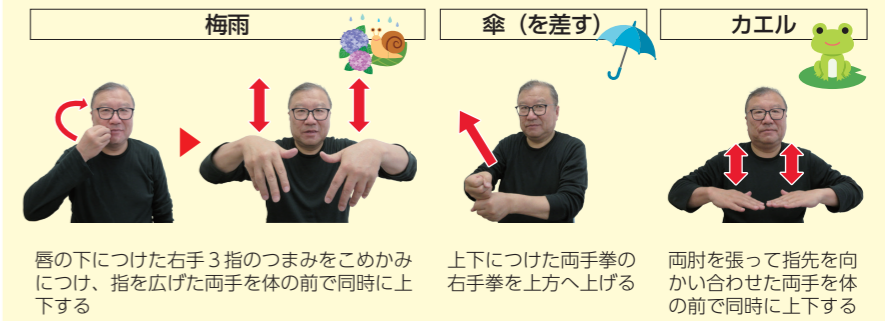 梅雨
傘（を差す）
カエル
唇の下につけた右手３指のつまみをこめかみ
につけ、指を広げた両手を体の前で同時に上
下する
上下につけた両手拳の
右手拳を上方へ上げる
両肘を張って指先を向
かい合わせた両手を体
の前で同時に上下する